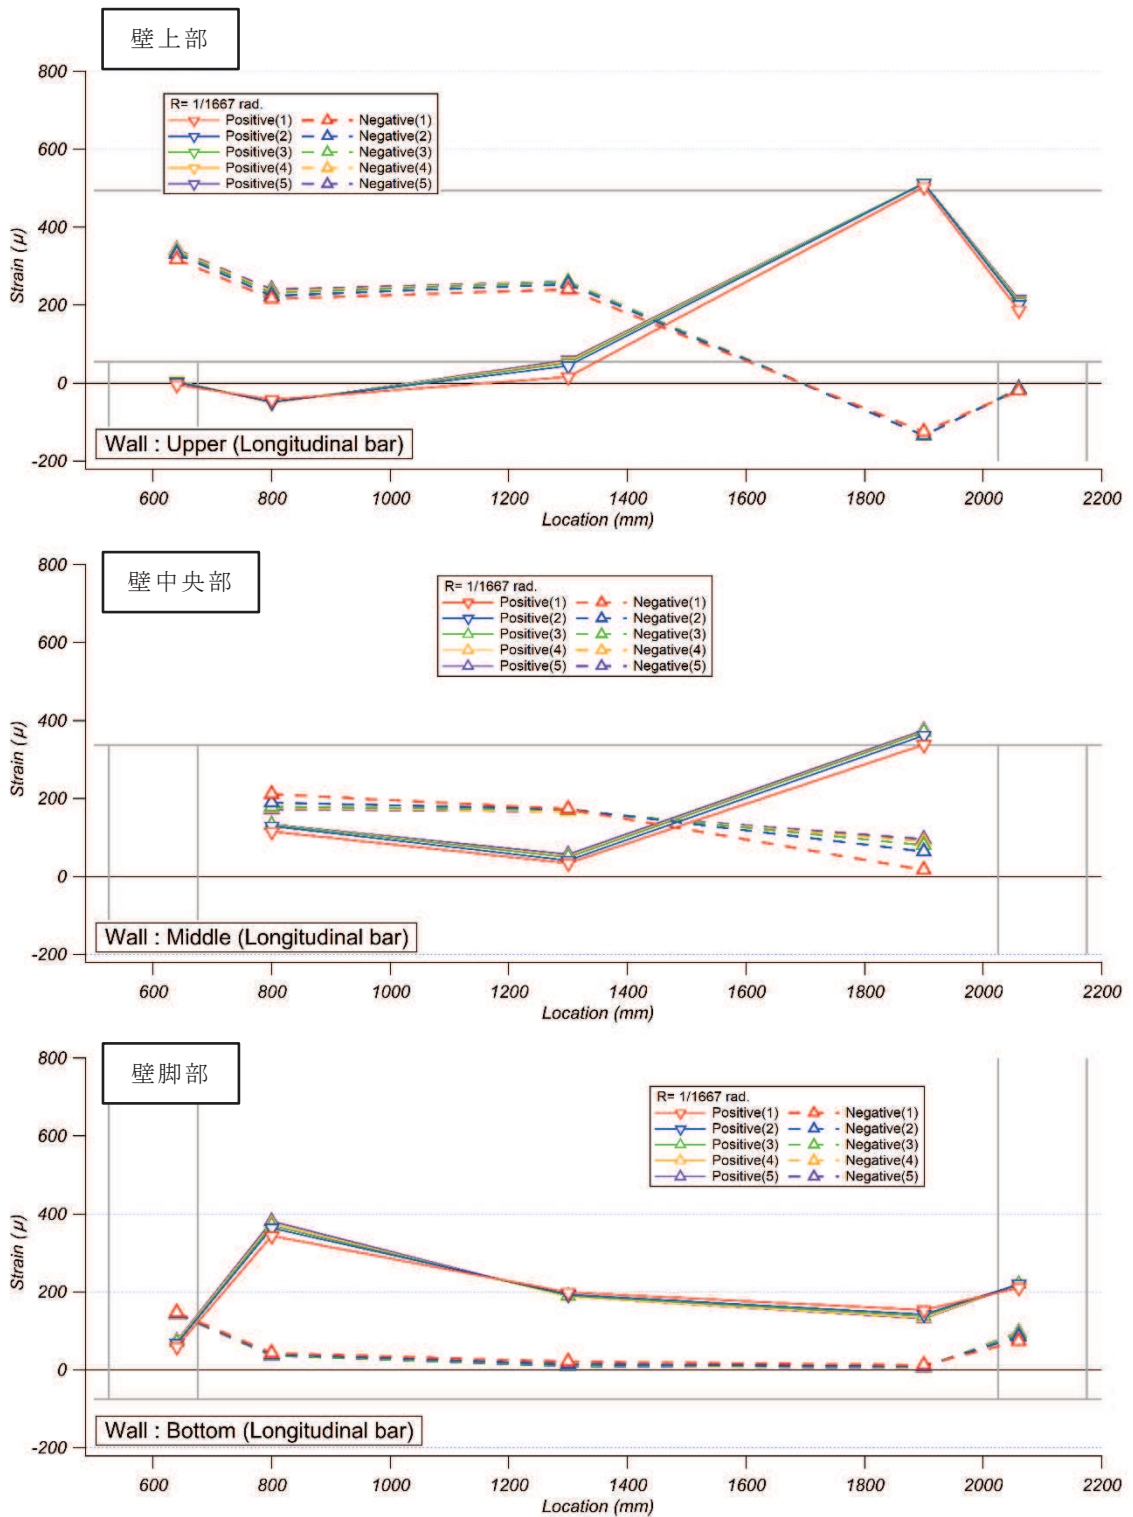 壁上部
800
600
400
200
0
-200
Strain (μ)
R= 1/1667 rad.
Positive(1) Negative(1)
Positive(2) Negative(2)
Positive(3) Negative(3)
Positive(4) Negative(4)
Positive(5) Negative(5)
Wall : Upper (Longitudinal bar)
600 800 1000 1200 1400 1600 1800 2000 2200
Location (mm)
壁中央部
800
600
400
200
0
-200
Strain (μ)
R= 1/1667 rad.
Positive(1) Negative(1)
Positive(2) Negative(2)
Positive(3) Negative(3)
Positive(4) Negative(4)
Positive(5) Negative(5)
Wall : Middle (Longitudinal bar)
600 800 1000 1200 1400 1600 1800 2000 2200
Location (mm)
壁脚部
800
600
400
200
0
-200
Strain (μ)
R= 1/1667 rad.
Positive(1) Negative(1)
Positive(2) Negative(2)
Positive(3) Negative(3)
Positive(4) Negative(4)
Positive(5) Negative(5)
Wall : Bottom (Longitudinal bar)
600 800 1000 1200 1400 1600 1800 2000 2200
Location (mm)